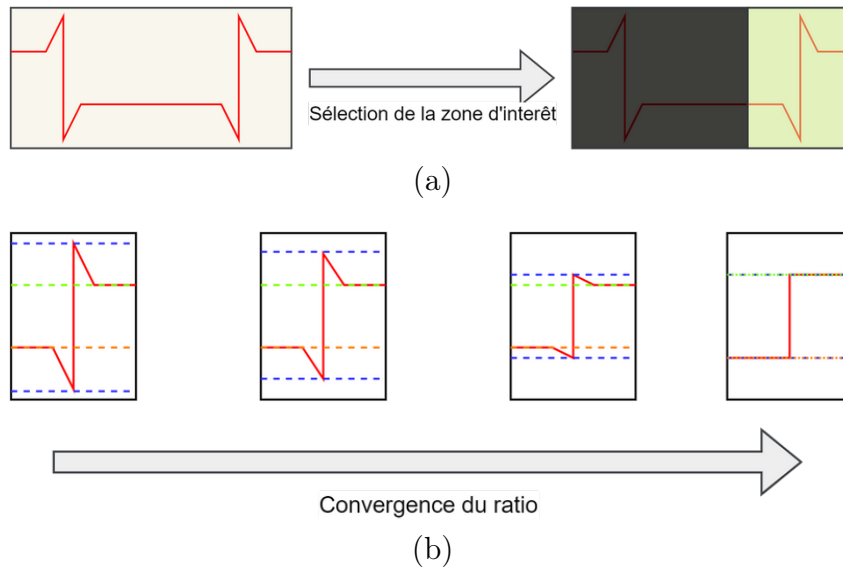 Sélection de la zone d'interêt
(a)
Convergence du ratio
(b)